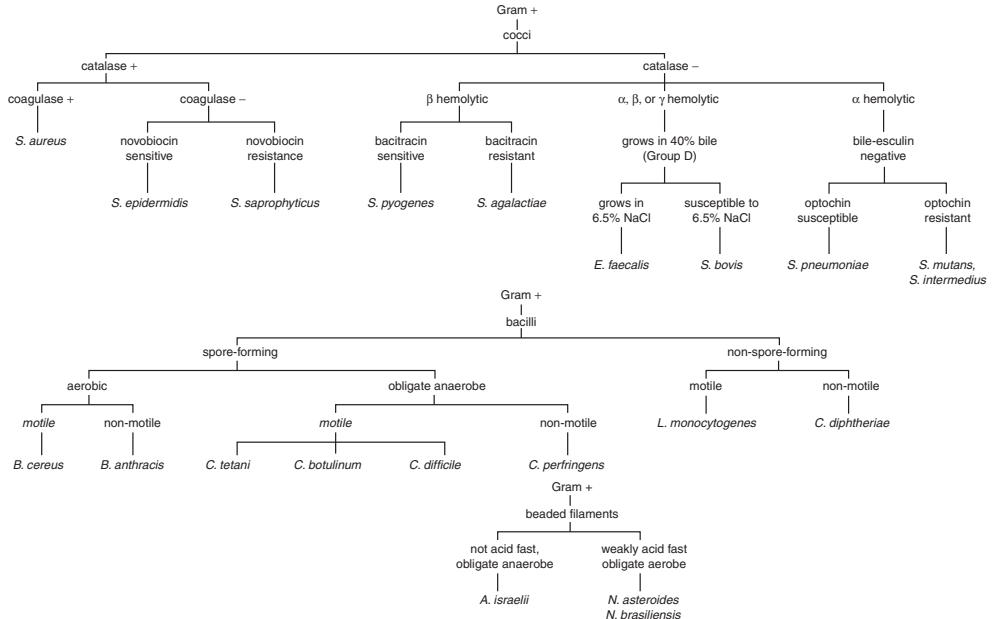 Gram +
cocci
catalase +
catalase –
coagulase +
coagulase –
β hemolytic
α, β, or γ hemolytic
α hemolytic
S. aureus
novobiocin
sensitive
novobiocin
resistance
bacitracin
sensitive
bacitracin
resistant
grows in 40% bile
(Group D)
bile-esculin
negative
S. epidermidis
S. saprophyticus
S. pyogenes
S. agalactiae
grows in
6.5% NaCl
susceptible to
6.5% NaCl
optochin
susceptible
optochin
resistant
E. faecalis
S. bovis
S. pneumoniae
S. mutans,
S. intermedius
Gram +
bacilli
spore-forming
non-spore-forming
aerobic
obligate anaerobe
motile
non-motile
motile
non-motile
motile
non-motile
L. monocytogenes
C. diphtheriae
B. cereus
B. anthracis
C. tetani
C. botulinum
C. difficile
C. perfringens
Gram +
beaded filaments
not acid fast,
obligate anaerobe
weakly acid fast
obligate aerobe
A. israelii
N. asteroides
N. brasiliensis